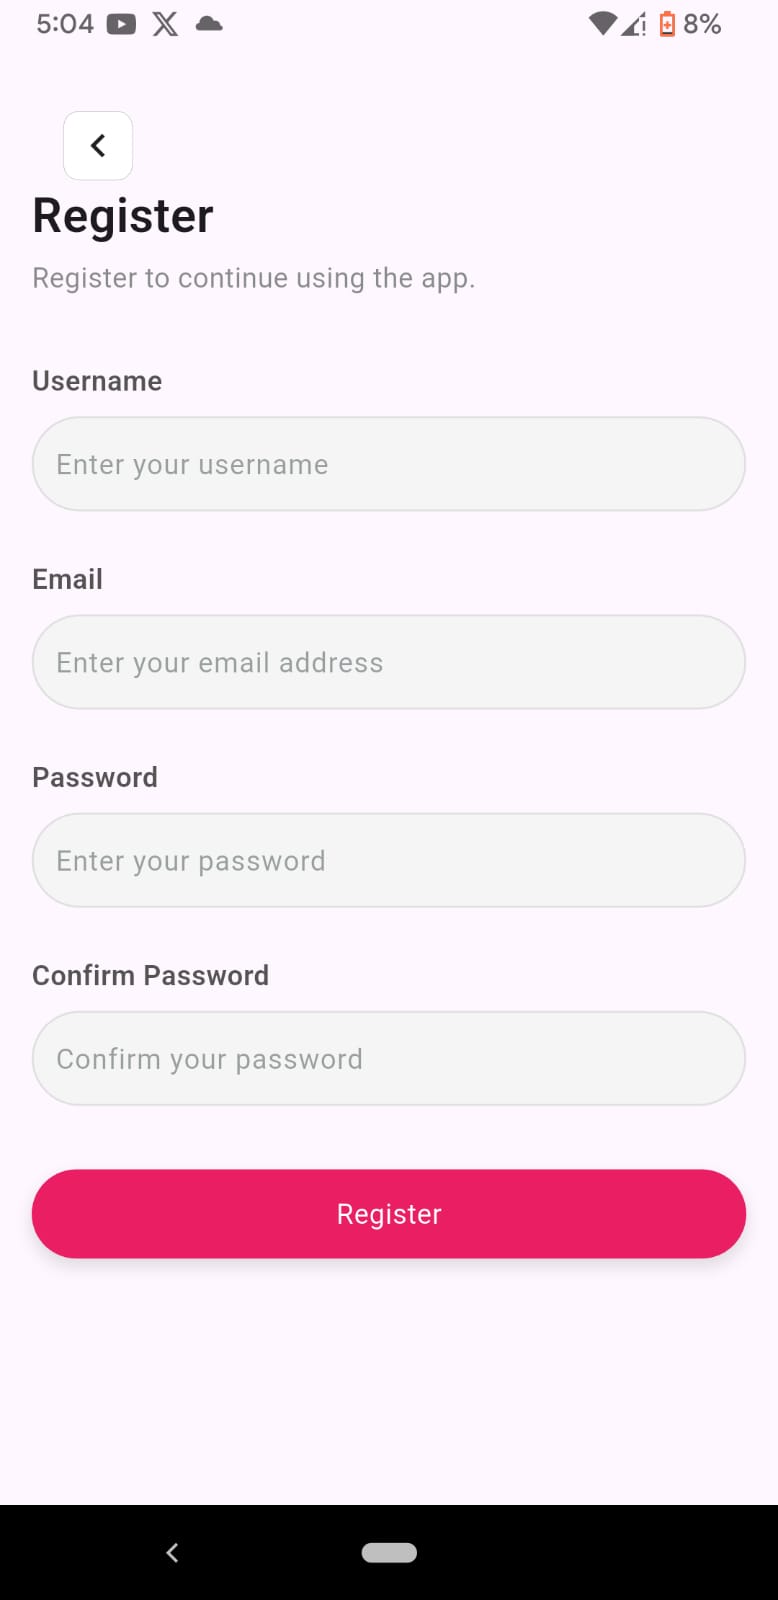 5:04 8%
Register
Register to continue using the app.
Username
Enter your username
Email
Enter your email address
Password
Enter your password
Confirm Password
Confirm your password
Register